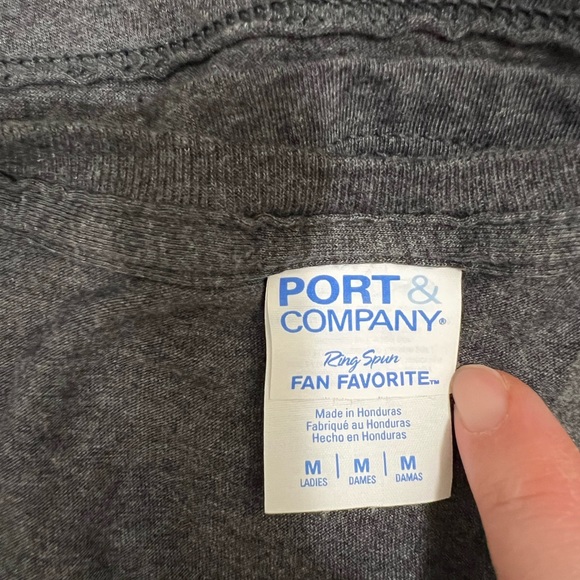 PORT &
COMPANY®
Ring Spun
FAN FAVORITE™
Made in Honduras
Fabriqué au Honduras
Hecho en Honduras
M | M | M
LADIES DAMES DAMAS